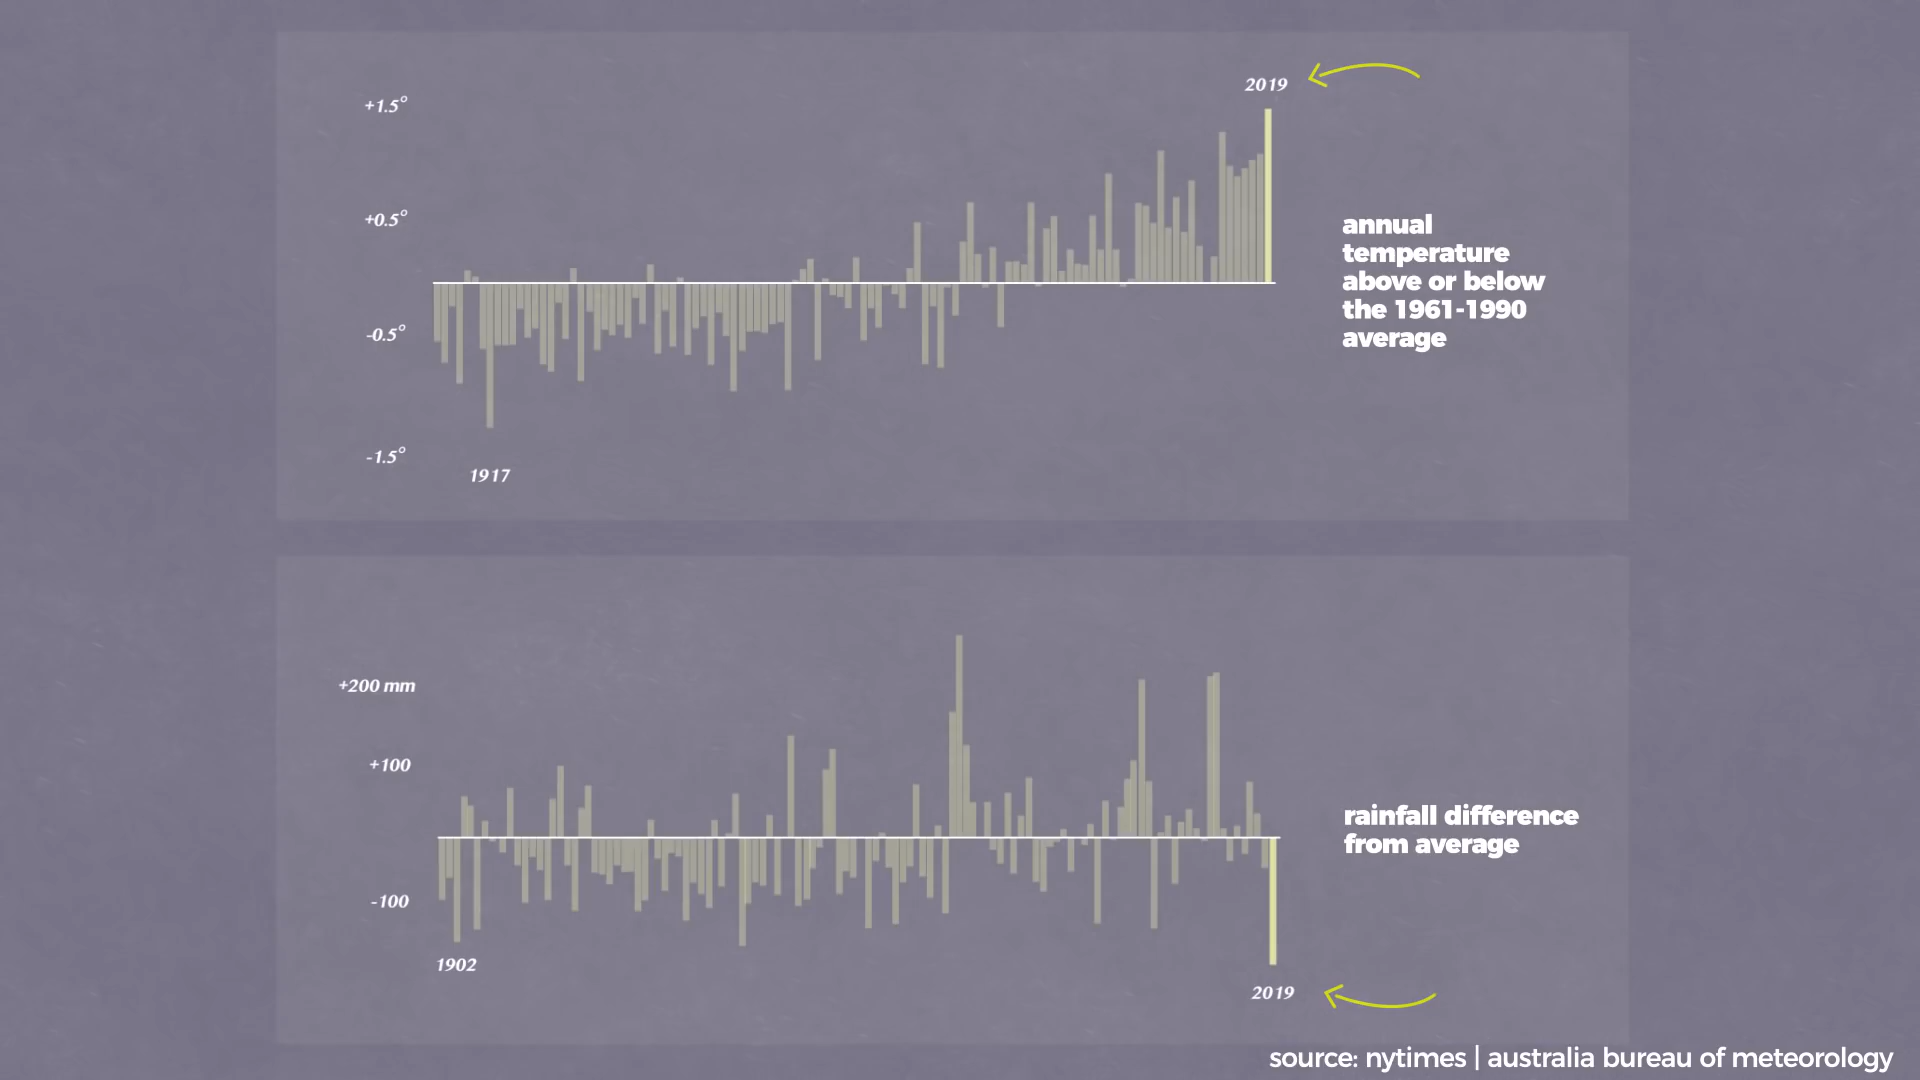 2019
+1.5°
+0.5°
-0.5°
-1.5°
1917
annual
temperature
above or below
the 1961-1990
average
+200 mm
+100
-100
1902
2019
rainfall difference
from average
source: nytimes | australia bureau of meteorology